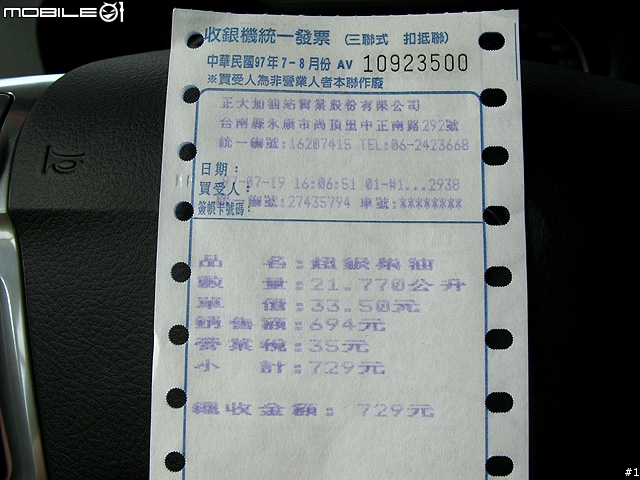 MOBILE01
收銀機統一發票 (三聯式 扣抵聯)
中華民國97年7-8月份 AV 10923500
※買受人為非營業人者本聯作廢
正大加油站實業股份有限公司
台南縣永康市尚頂里中正南路292號
統一編號:16207415 TEL:06-2423668
日期:
97-07-19 16:06:51 01-#1...2938
買受人:
統一編號:27435794 車號:********
簽帳卡號碼:
品 名:超級柴油
數 量:21.770公升
單 價:33.50元
銷售額:694元
營業稅:35元
小 計:729元
總收金額: 729元
#1